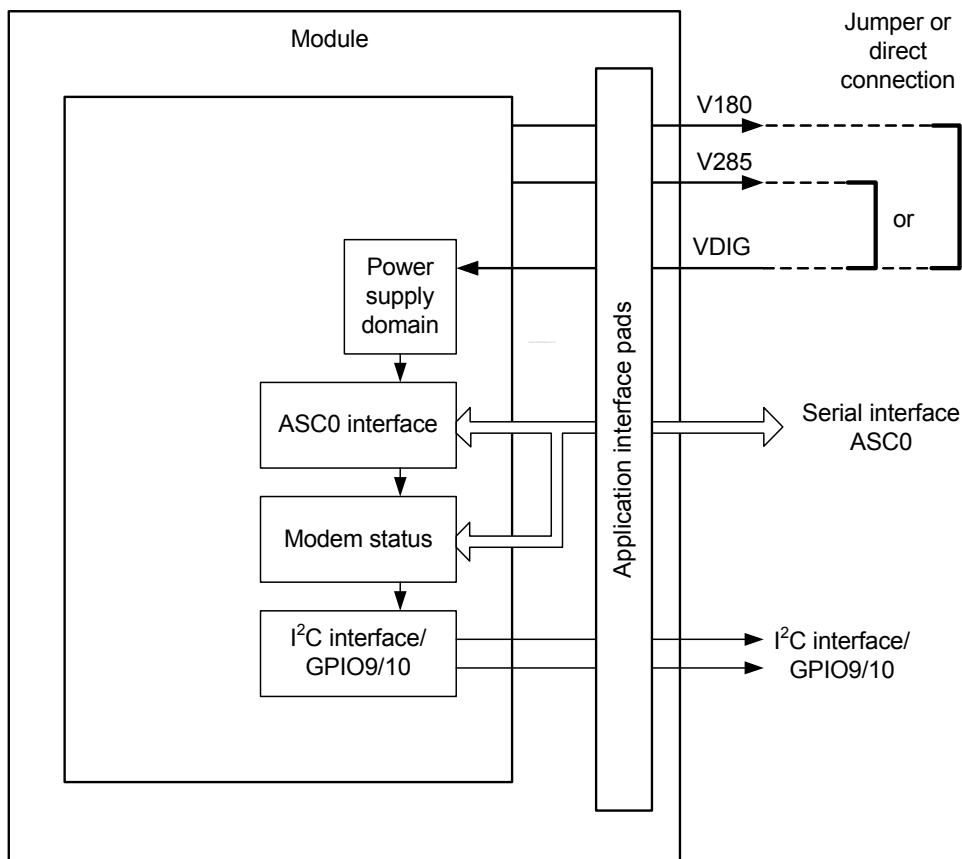 Module
Jumper or
direct
connection
V180
V285
or
VDIG
Power
supply
domain
Application interface pads
ASC0 interface
Serial interface
ASC0
Modem status
I²C interface/
GPIO9/10
I²C interface/
GPIO9/10